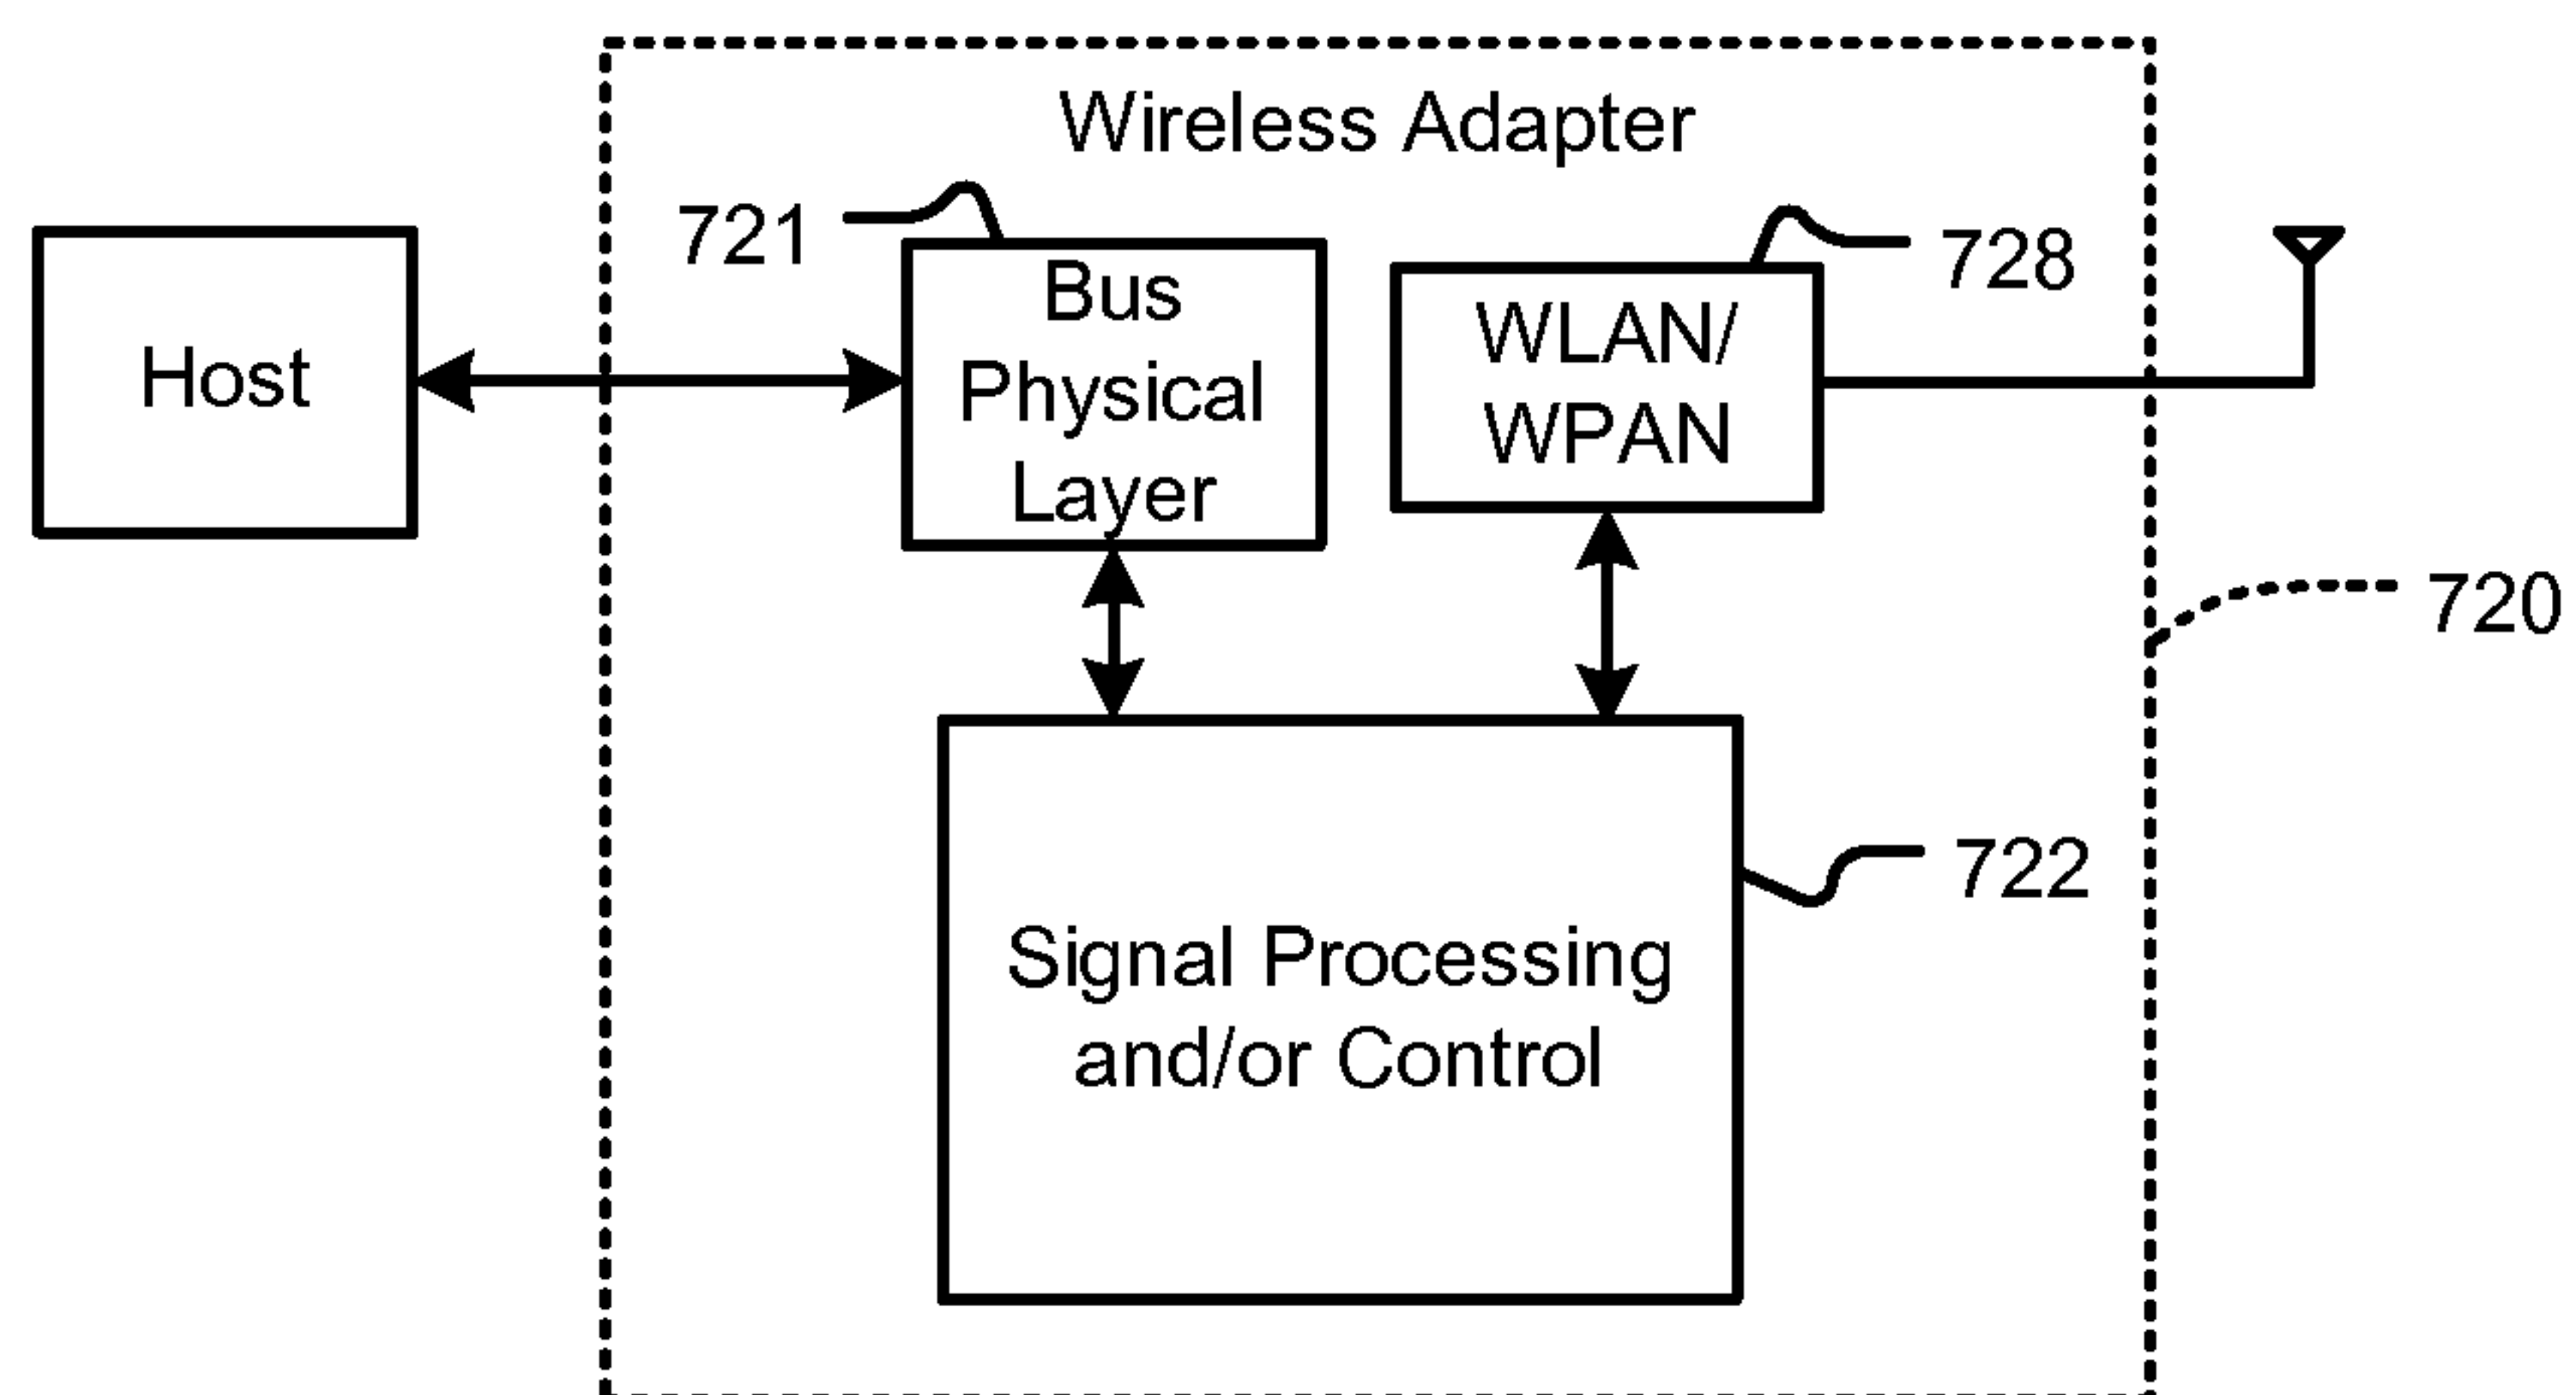 Wireless Adapter
721
728
Host
Bus
Physical
Layer
WLAN/
WPAN
720
722
Signal Processing
and/or Control